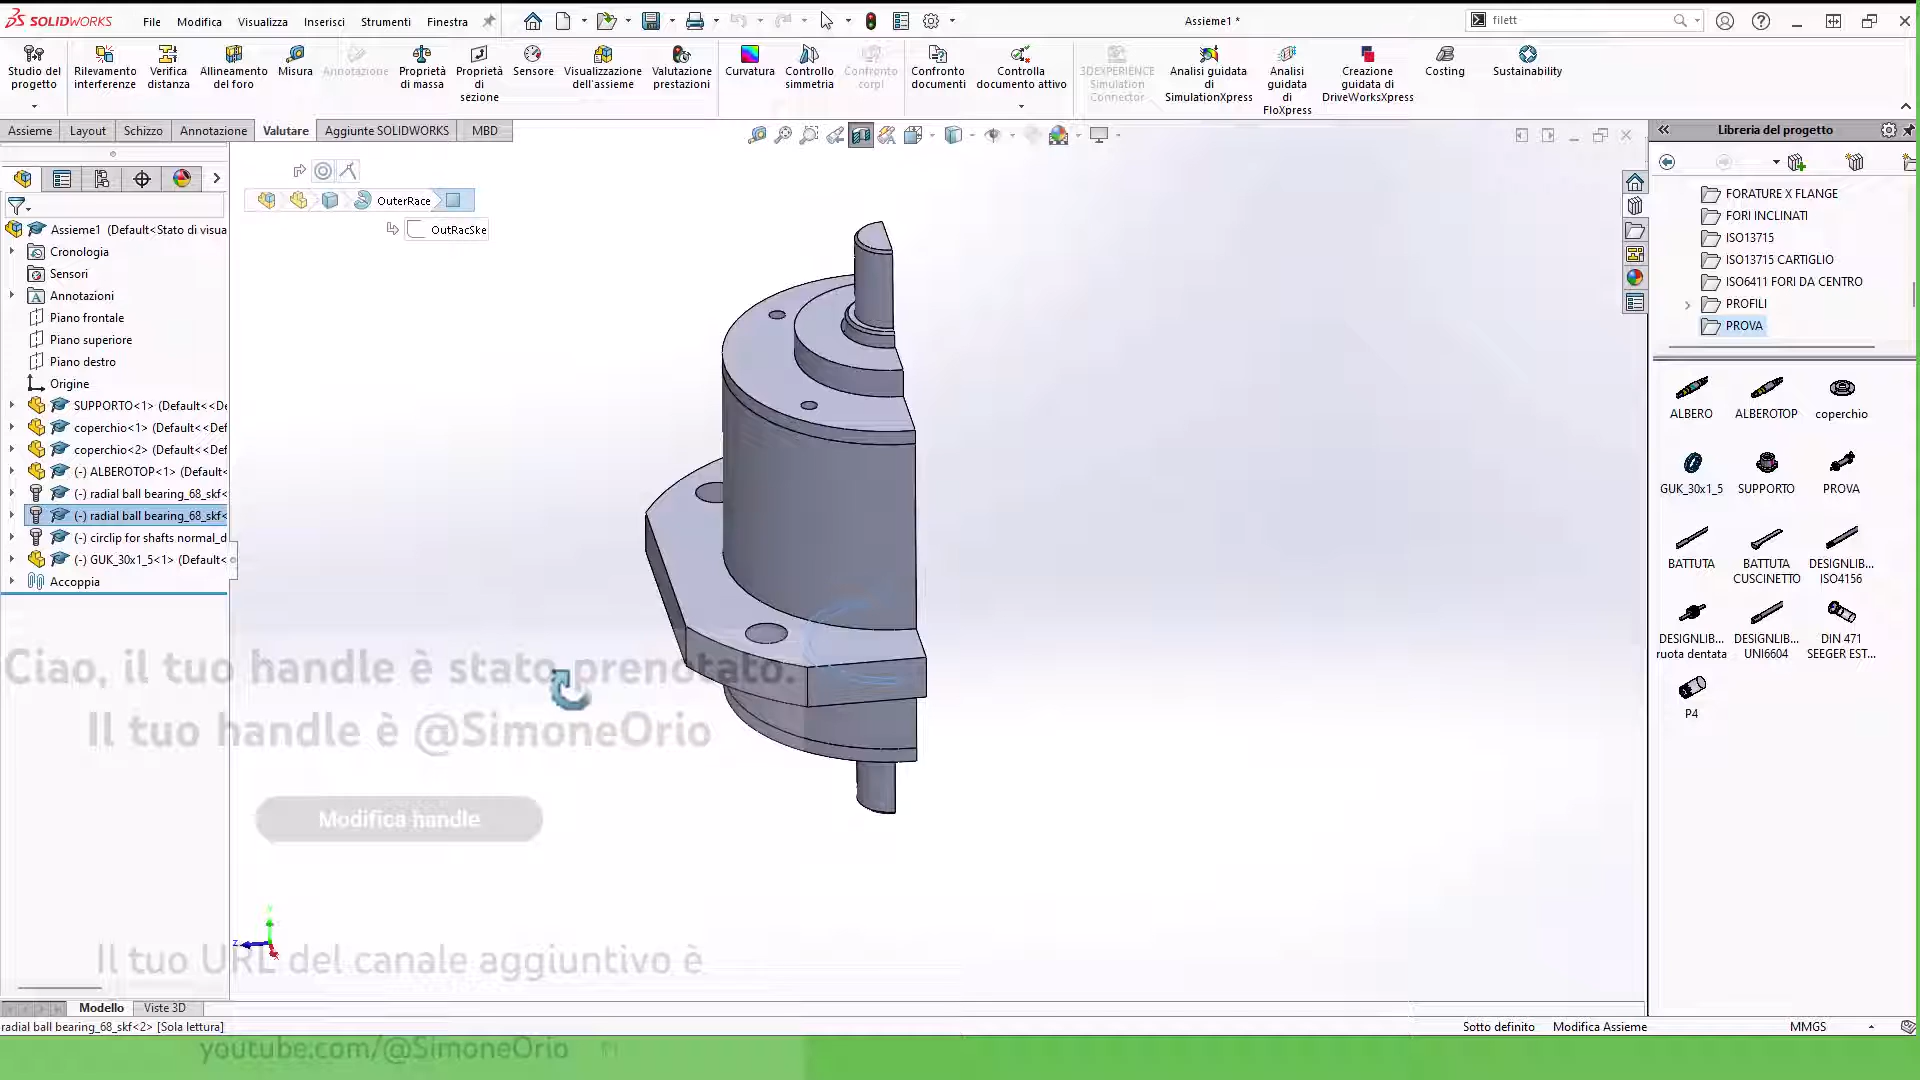 SOLIDWORKS File Modifica Visualizza Inserisci Strumenti Finestra Assieme1 * filett
Studio del progetto
Rilevamento interferenze
Verifica distanza
Allineamento del foro
Misura
Annotazione
Proprietà di massa
Proprietà di sezione
Sensore
Visualizzazione dell'assieme
Valutazione prestazioni
Curvatura
Controllo simmetria
Confronto corpi
Confronto documenti
Controlla documento attivo
3DEXPERIENCE Simulation Connector
Analisi guidata di SimulationXpress
Analisi guidata di FloXpress
Creazione guidata di DriveWorksXpress
Costing
Sustainability
Assieme Layout Schizzo Annotazione Valutare Aggiunte SOLIDWORKS MBD
OuterRace
OutRacSke
Assieme1 (Default<Stato di visua
Cronologia
Sensori
Annotazioni
Piano frontale
Piano superiore
Piano destro
Origine
SUPPORTO<1> (Default<<De
coperchio<1> (Default<<Def
coperchio<2> (Default<<Def
(-) ALBEROTOP<1> (Default<
(-) radial ball bearing_68_skf<
(-) radial ball bearing_68_skf<
(-) circlip for shafts normal_d
(-) GUK_30x1_5<1> (Default<
Accoppia
Ciao, il tuo handle è stato prenotato.
Il tuo handle è @SimoneOrio
Modifica handle
Il tuo URL del canale aggiuntivo è
youtube.com/@SimoneOrio
Y
Z
Libreria del progetto
FORATURE X FLANGE
FORI INCLINATI
ISO13715
ISO13715 CARTIGLIO
ISO6411 FORI DA CENTRO
PROFILI
PROVA
ALBERO ALBEROTOP coperchio
GUK_30x1_5 SUPPORTO PROVA
BATTUTA
BATTUTA CUSCINETTO
DESIGNLIB... ISO4156
DESIGNLIB... ruota dentata
DESIGNLIB... UNI6604
DIN 471 SEEGER EST...
P4
Modello Viste 3D
radial ball bearing_68_skf<2> [Sola lettura] Sotto definito Modifica Assieme MMGS